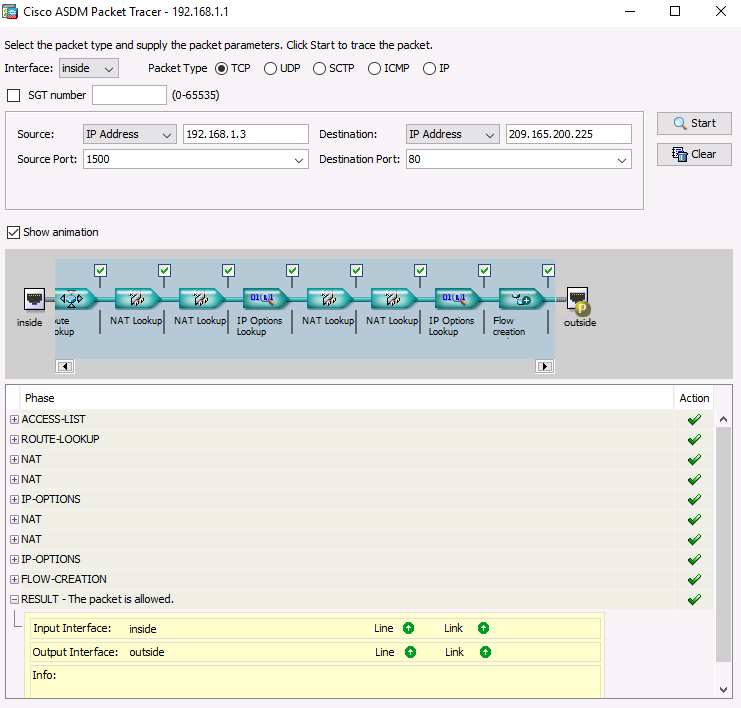 Cisco ASDM Packet Tracer - 192.168.1.1
Select the packet type and supply the packet parameters. Click Start to trace the packet.
Interface: inside Packet Type TCP UDP SCTP ICMP IP
SGT number (0-65535)
Source: IP Address 192.168.1.3 Destination: IP Address 209.165.200.225 Start
Source Port: 1500 Destination Port: 80 Clear
Show animation
inside
ute
okup
NAT Lookup
NAT Lookup
IP Options
Lookup
NAT Lookup
NAT Lookup
IP Options
Lookup
Flow
creation
P
outside
Phase Action
ACCESS-LIST
ROUTE-LOOKUP
NAT
NAT
IP-OPTIONS
NAT
NAT
IP-OPTIONS
FLOW-CREATION
RESULT - The packet is allowed.
Input Interface: inside Line Link
Output Interface: outside Line Link
Info: